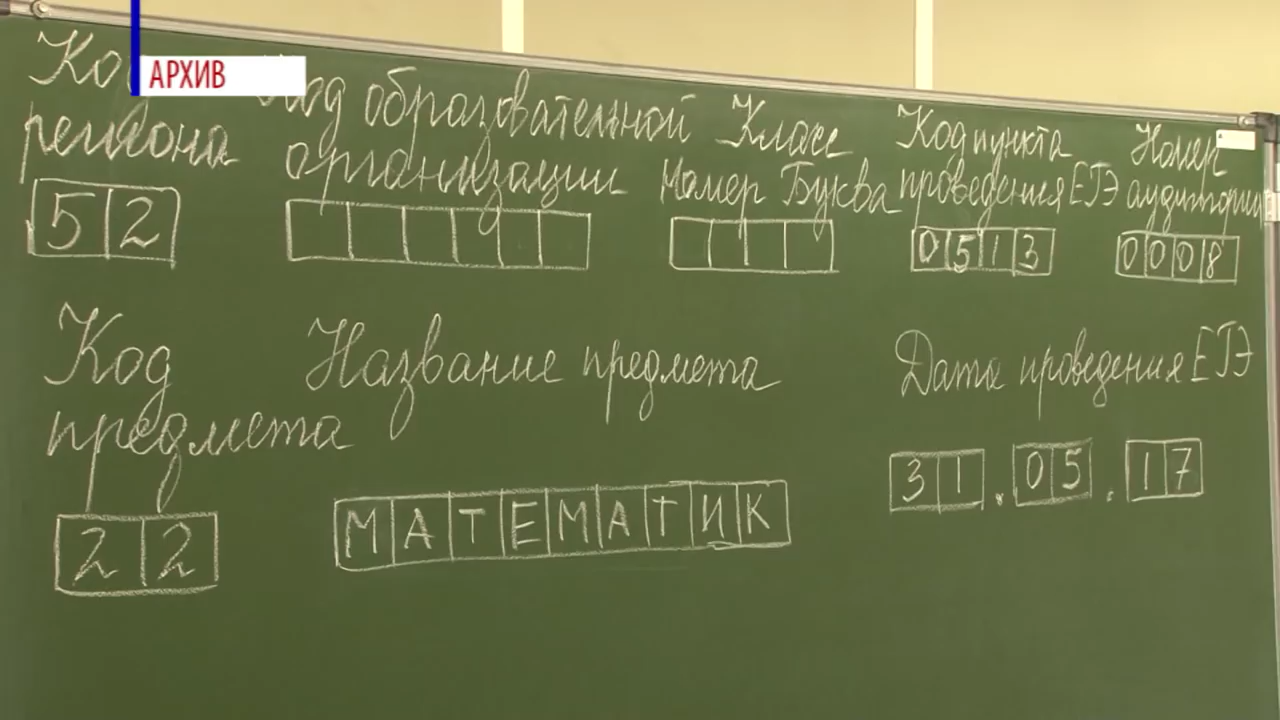 АРХИВ
Код образовательной Класс Код пункта Номер
региона организации Номер Буква проведения ЕГЭ аудитории
52 0513 0008
Код Название предмета Дата проведения ЕГЭ
предмета
22 МАТЕМАТИК 31.05.17